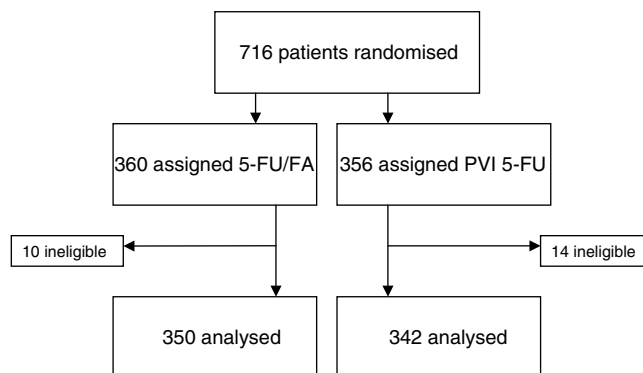 716 patients randomised
360 assigned 5-FU/FA
356 assigned PVI 5-FU
10 ineligible
14 ineligible
350 analysed
342 analysed